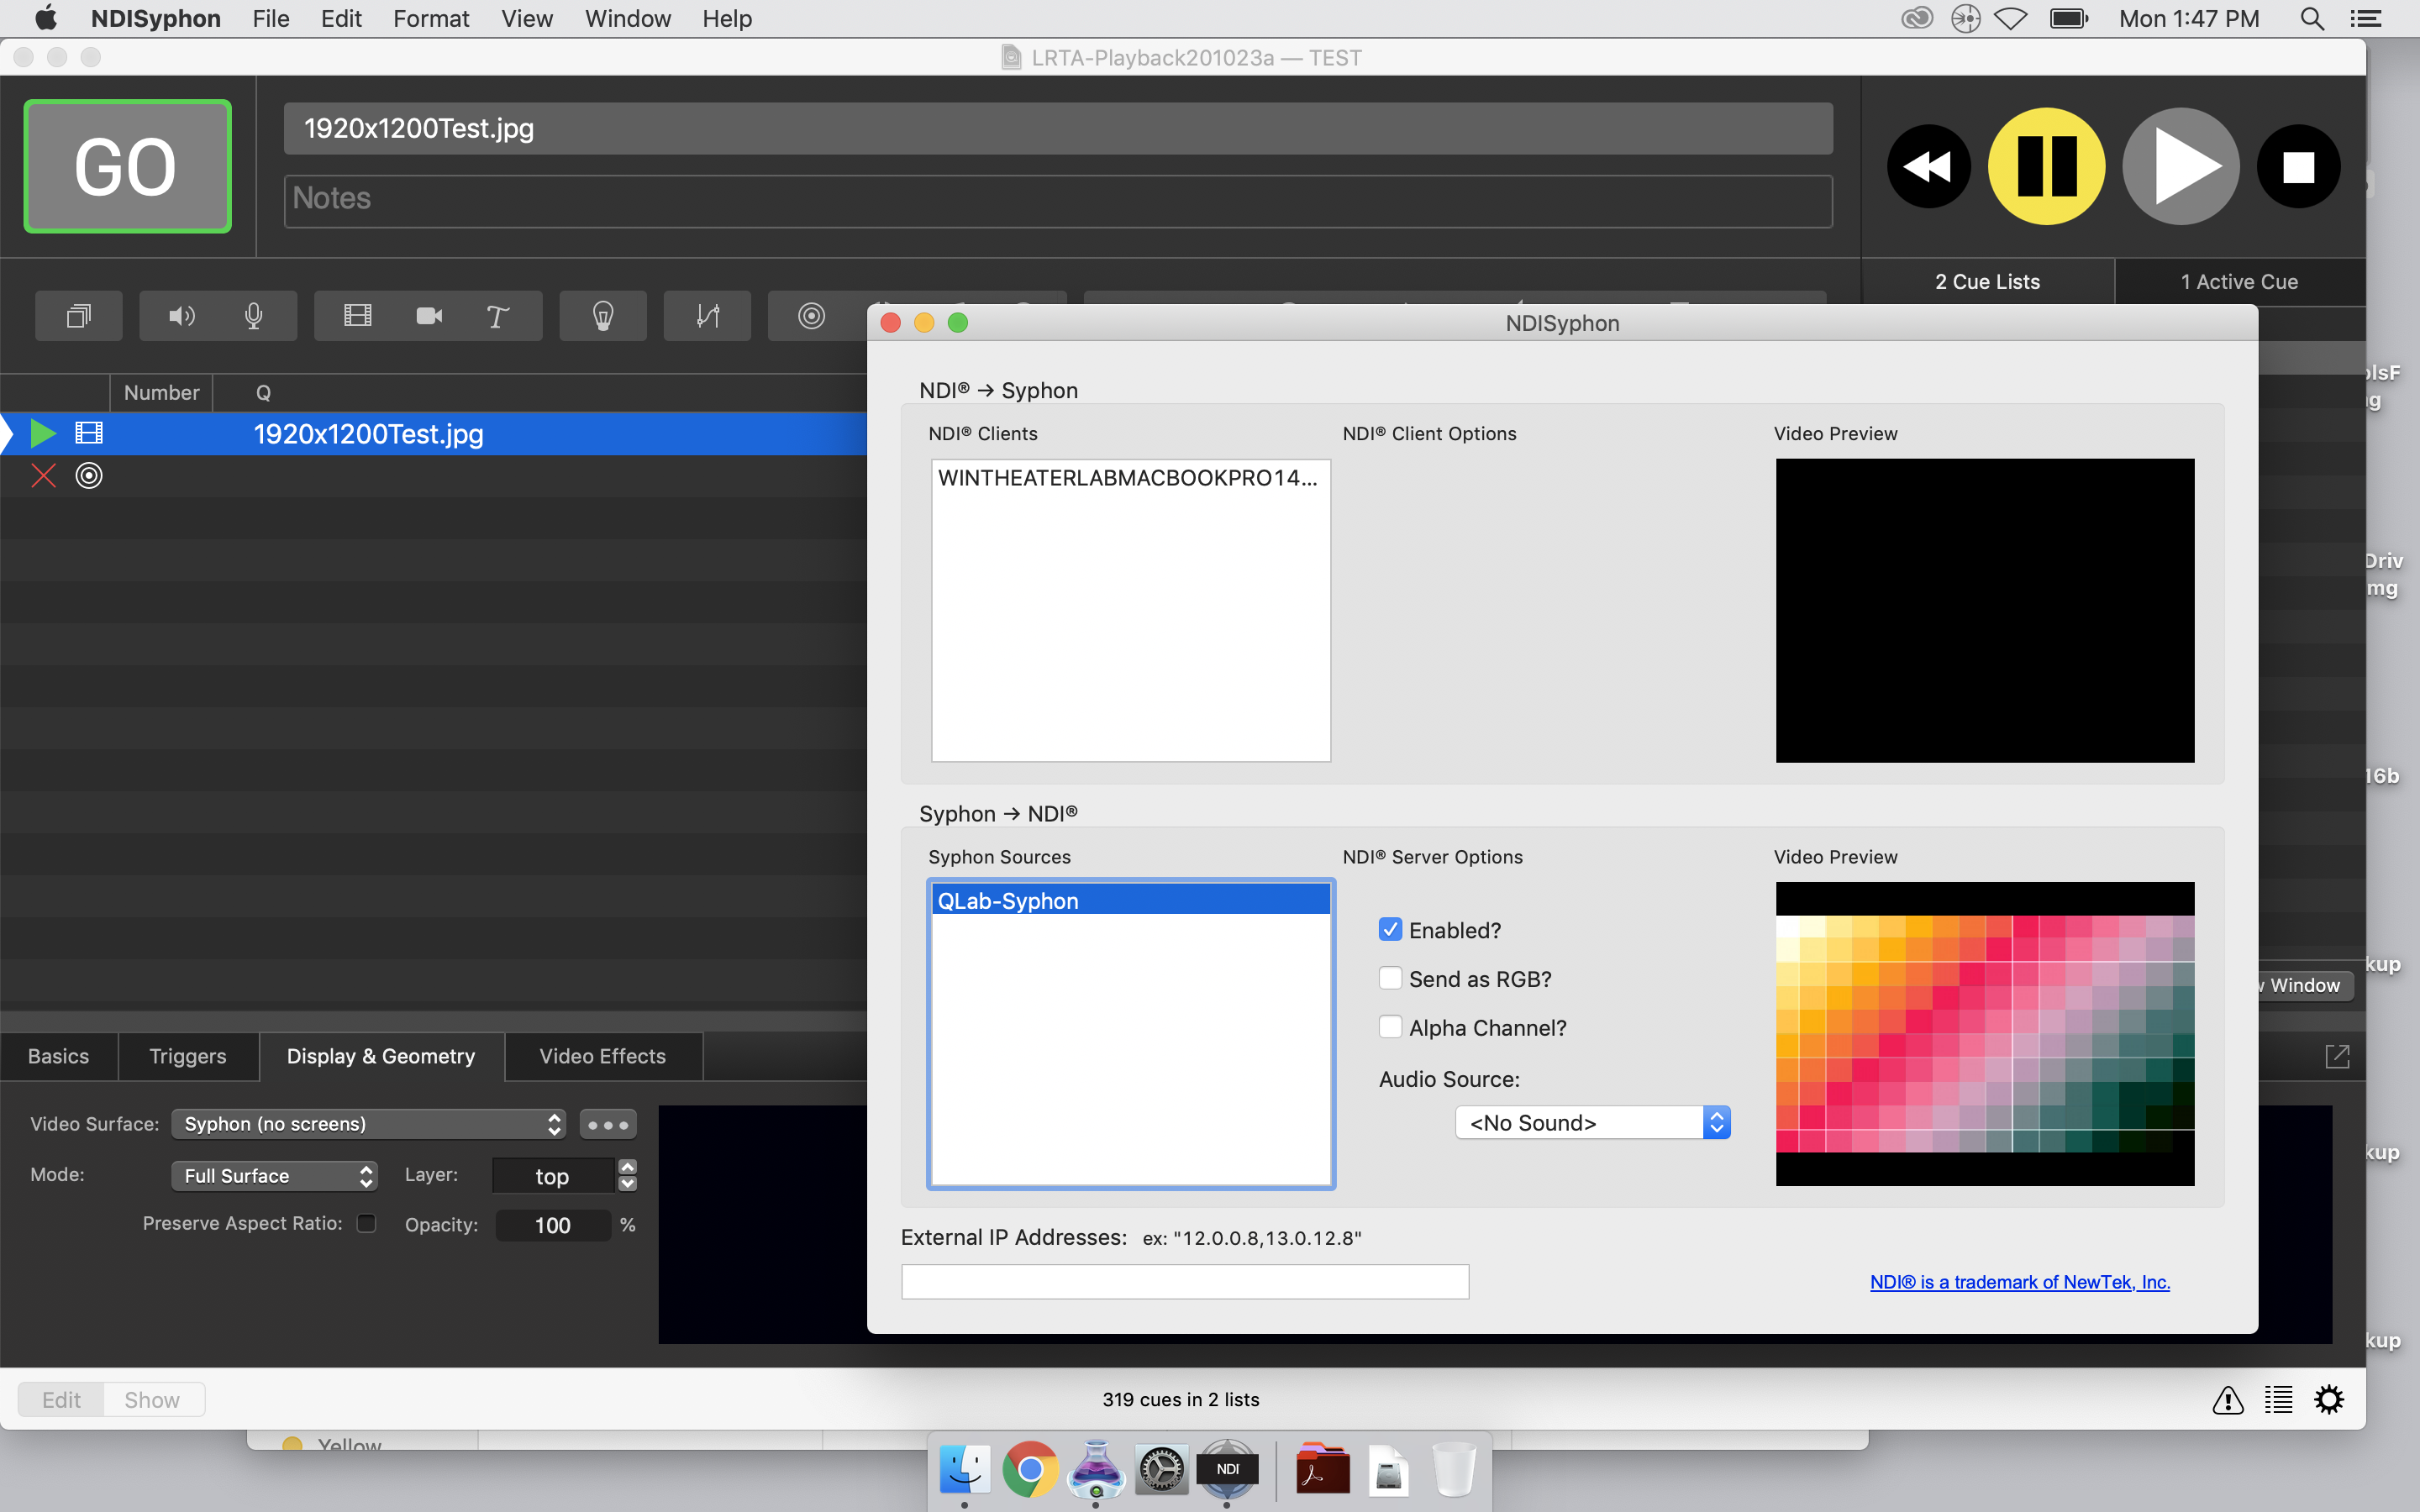 NDISyphon File Edit Format View Window Help Mon 1:47 PM
LRTA-Playback201023a — TEST
GO
1920x1200Test.jpg
Notes
2 Cue Lists
1 Active Cue
Number Q
1920x1200Test.jpg
NDISyphon
NDI® → Syphon
NDI® Clients
NDI® Client Options
Video Preview
WINTHEATERLABMACBOOKPRO14...
Syphon → NDI®
Syphon Sources
NDI® Server Options
Video Preview
QLab-Syphon
Enabled?
Send as RGB?
Alpha Channel?
Audio Source:
<No Sound>
External IP Addresses: ex: "12.0.0.8,13.0.12.8"
NDI® is a trademark of NewTek, Inc.
Window
Basics Triggers Display & Geometry Video Effects
Video Surface: Syphon (no screens)
Mode: Full Surface Layer: top
Preserve Aspect Ratio: Opacity: 100 %
Edit Show
319 cues in 2 lists
Yellow
NDI
16b
kup
kup
kup